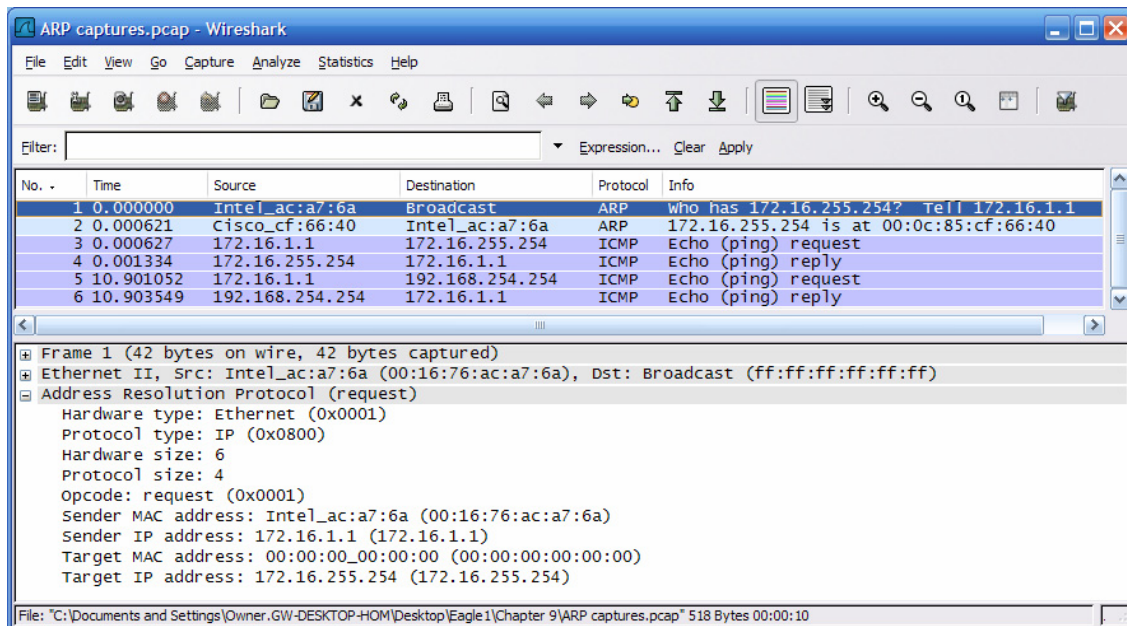 ARP captures.pcap - Wireshark
File Edit View Go Capture Analyze Statistics Help
Filter: Expression... Clear Apply
No. - Time Source Destination Protocol Info
1 0.000000 Intel_ac:a7:6a Broadcast ARP Who has 172.16.255.254? Tell 172.16.1.1
2 0.000621 Cisco_cf:66:40 Intel_ac:a7:6a ARP 172.16.255.254 is at 00:0c:85:cf:66:40
3 0.000627 172.16.1.1 172.16.255.254 ICMP Echo (ping) request
4 0.001334 172.16.255.254 172.16.1.1 ICMP Echo (ping) reply
5 10.901052 172.16.1.1 192.168.254.254 ICMP Echo (ping) request
6 10.903549 192.168.254.254 172.16.1.1 ICMP Echo (ping) reply
Frame 1 (42 bytes on wire, 42 bytes captured)
Ethernet II, Src: Intel_ac:a7:6a (00:16:76:ac:a7:6a), Dst: Broadcast (ff:ff:ff:ff:ff:ff)
Address Resolution Protocol (request)
Hardware type: Ethernet (0x0001)
Protocol type: IP (0x0800)
Hardware size: 6
Protocol size: 4
Opcode: request (0x0001)
Sender MAC address: Intel_ac:a7:6a (00:16:76:ac:a7:6a)
Sender IP address: 172.16.1.1 (172.16.1.1)
Target MAC address: 00:00:00_00:00:00 (00:00:00:00:00:00)
Target IP address: 172.16.255.254 (172.16.255.254)
File: "C:\Documents and Settings\Owner.GW-DESKTOP-HOM\Desktop\Eagle1\Chapter 9\ARP captures.pcap" 518 Bytes 00:00:10